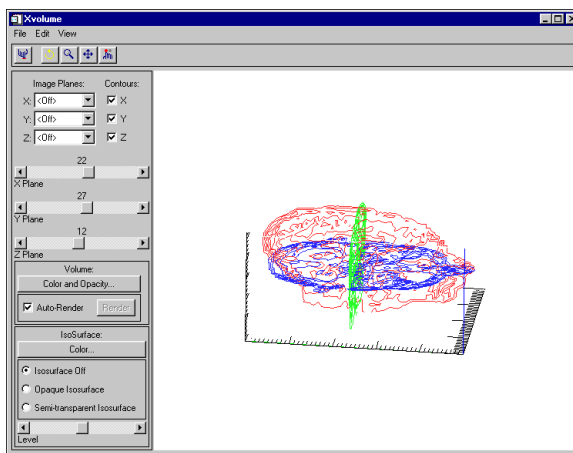 Xvolume
File Edit View
Image Planes: Contours:
X: <Off> X
Y: <Off> Y
Z: <Off> Z
22
X Plane
27
Y Plane
12
Z Plane
Volume:
Color and Opacity...
Auto-Render Render
IsoSurface:
Color...
Isosurface Off
Opaque Isosurface
Semi-transparent Isosurface
Level